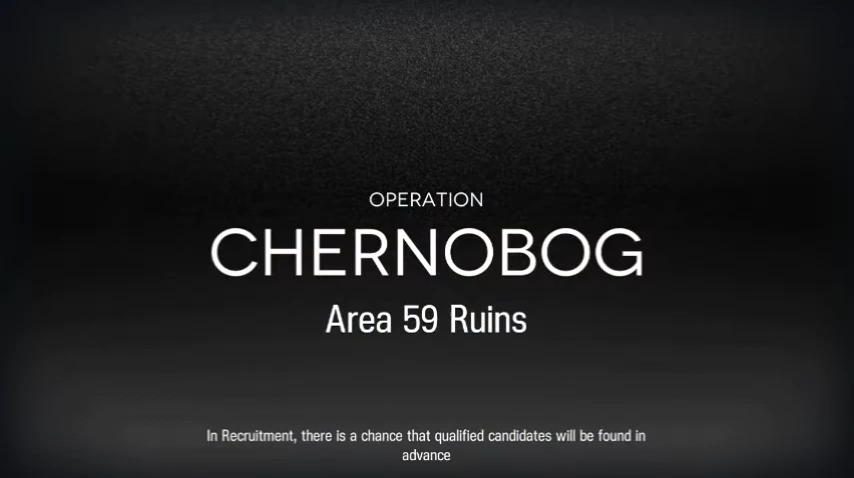 OPERATION
CHERNOBOG
Area 59 Ruins
In Recruitment, there is a chance that qualified candidates will be found in
advance